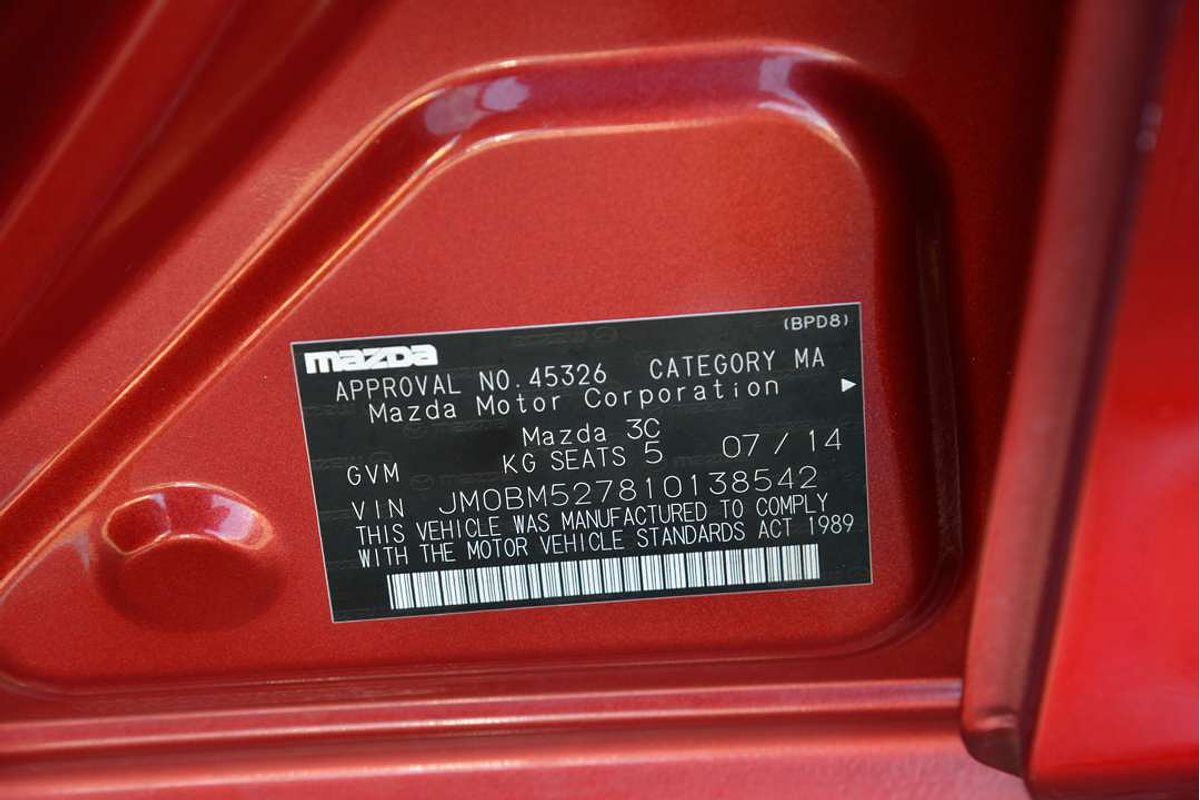 (BPD8)
mazda
APPROVAL NO.45326 CATEGORY MA
Mazda Motor Corporation
Mazda 3C
GVM KG SEATS 5 07/14
VIN JM0BM527810138542
THIS VEHICLE WAS MANUFACTURED TO COMPLY
WITH THE MOTOR VEHICLE STANDARDS ACT 1989